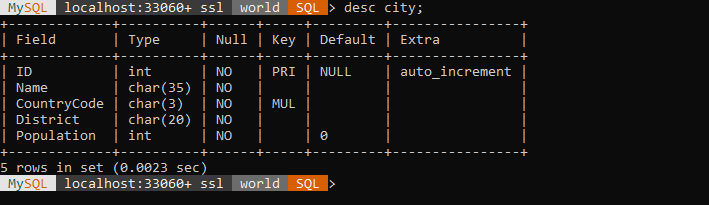 MySQL localhost:33060+ ssl world SQL > desc city;
+-------------+----------+------+-----+---------+----------------+
| Field       | Type     | Null | Key | Default | Extra          |
+-------------+----------+------+-----+---------+----------------+
| ID          | int      | NO   | PRI | NULL    | auto_increment |
| Name        | char(35) | NO   |     |         |                |
| CountryCode | char(3)  | NO   | MUL |         |                |
| District    | char(20) | NO   |     |         |                |
| Population  | int      | NO   |     | 0       |                |
+-------------+----------+------+-----+---------+----------------+
5 rows in set (0.0023 sec)
MySQL localhost:33060+ ssl world SQL >